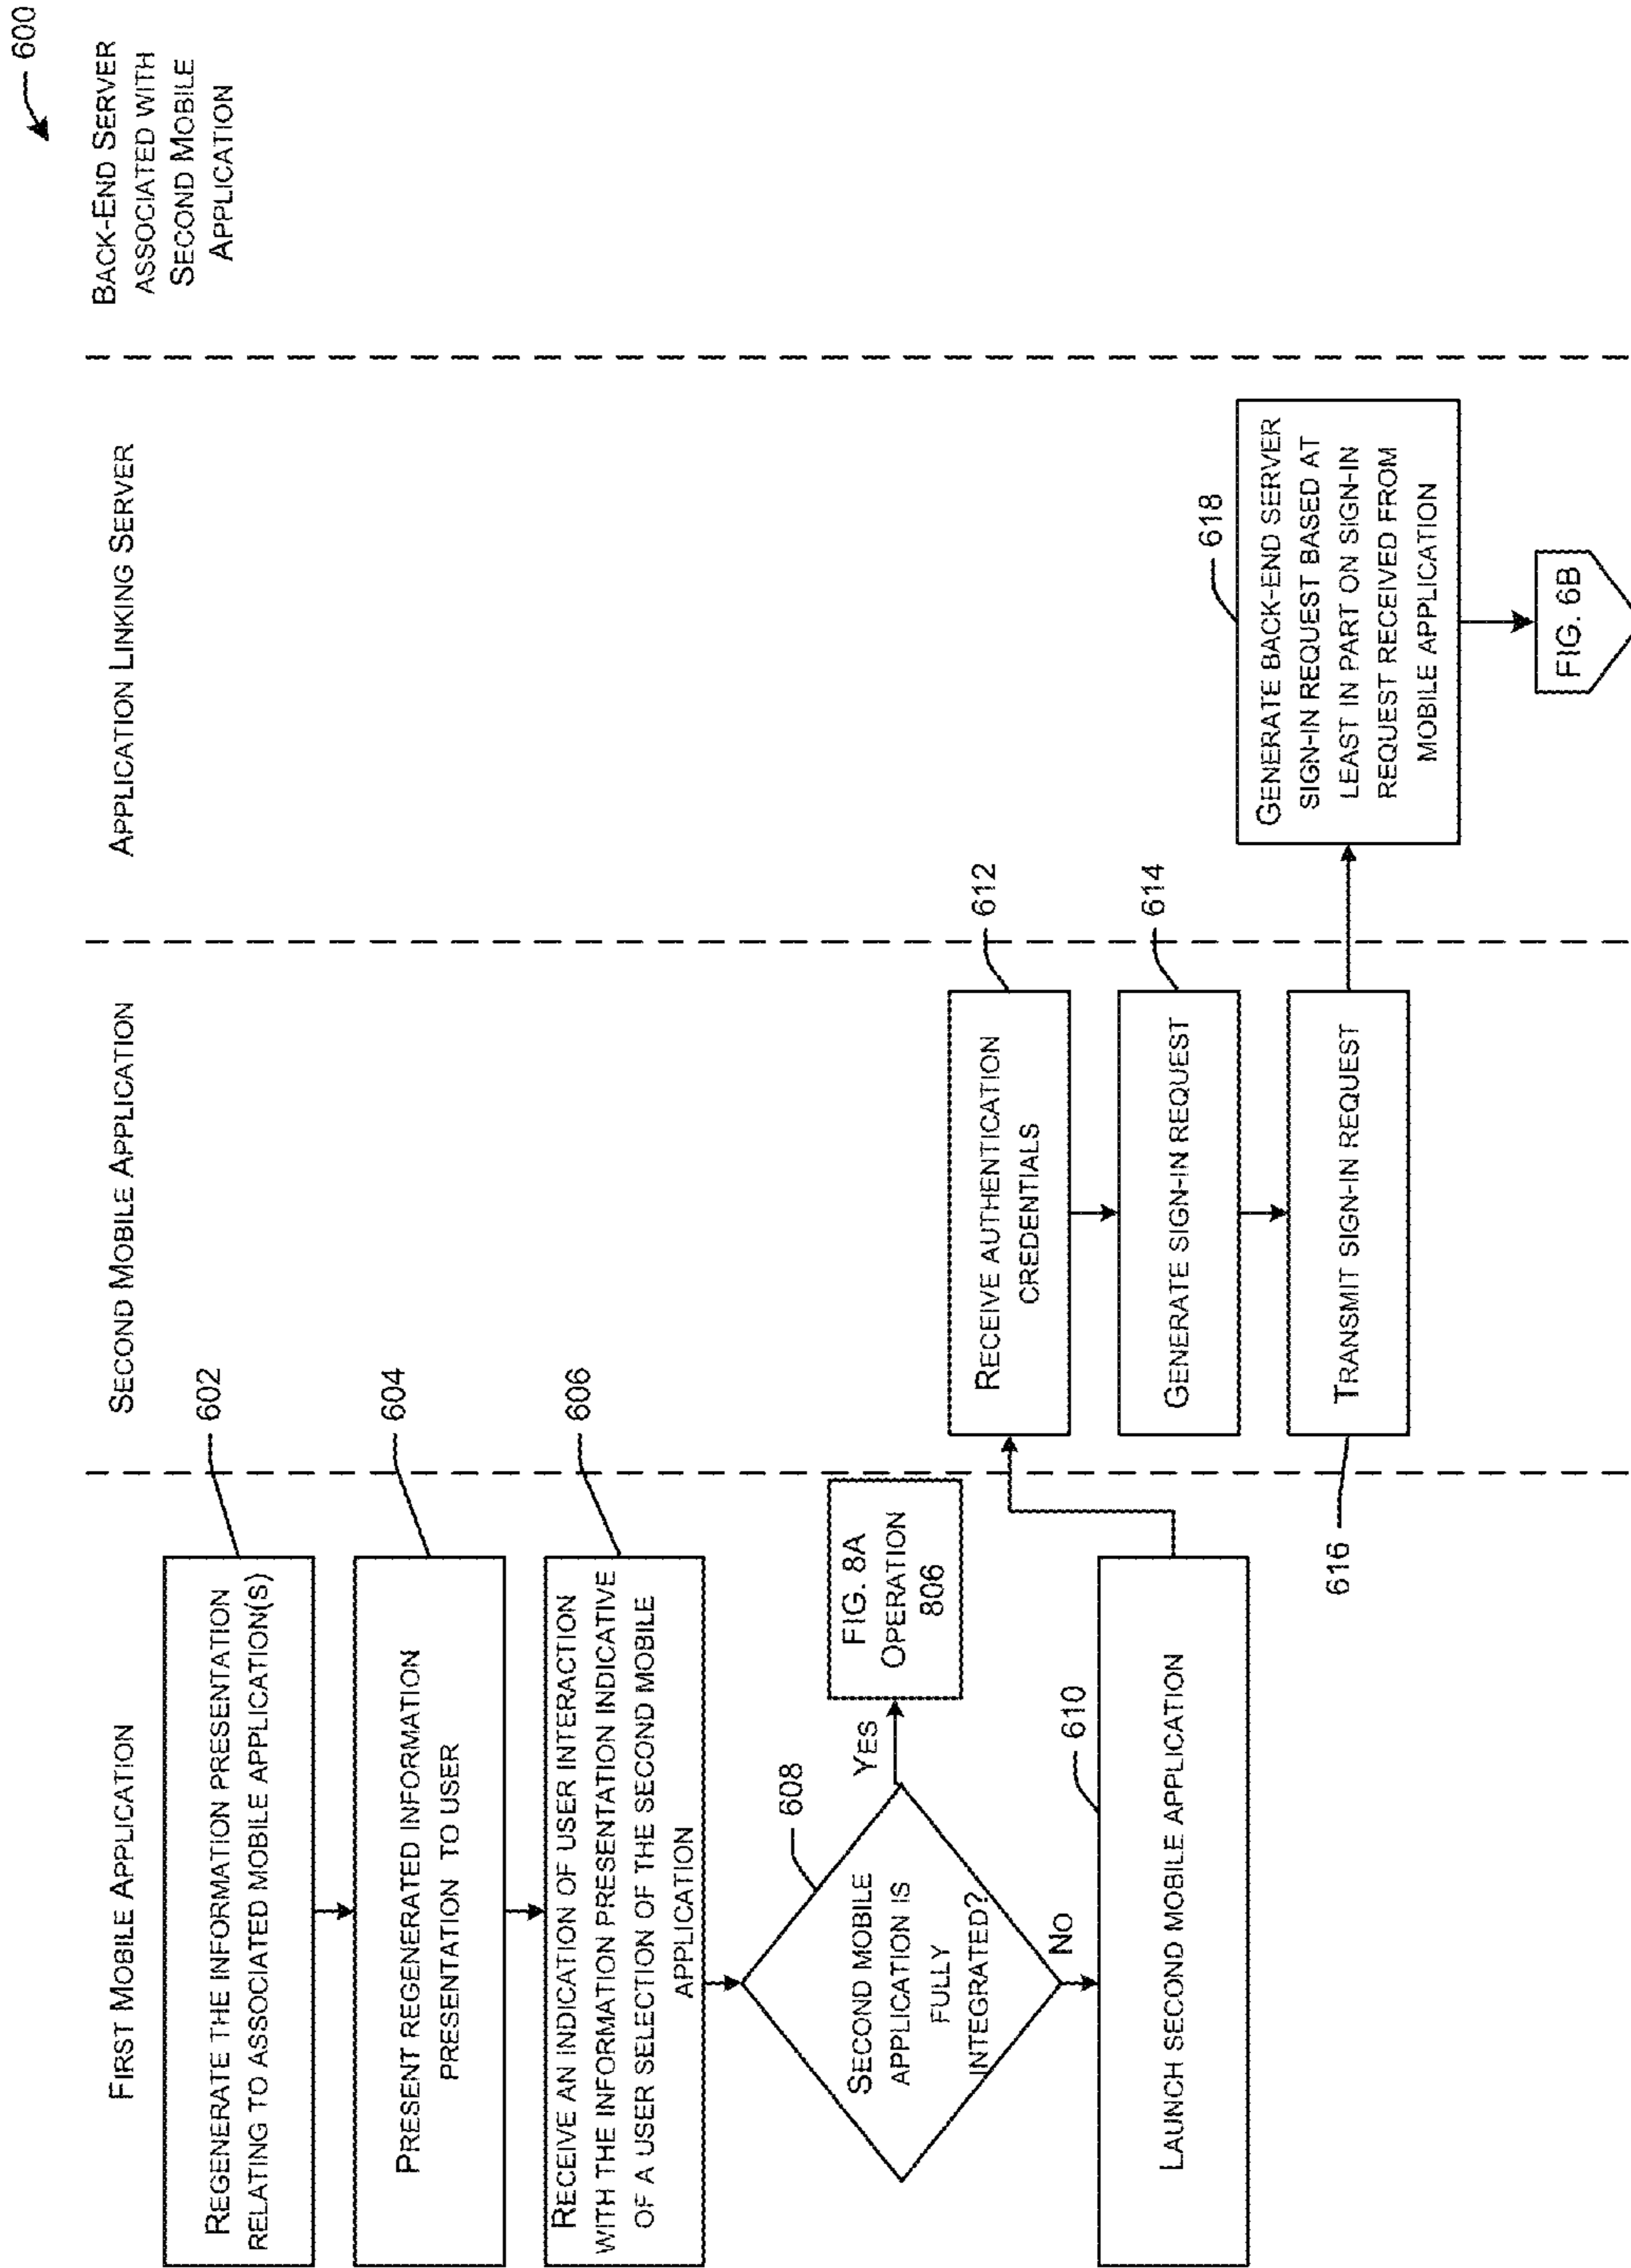 600
FIRST MOBILE APPLICATION
SECOND MOBILE APPLICATION
APPLICATION LINKING SERVER
BACK-END SERVER
ASSOCIATED WITH
SECOND MOBILE
APPLICATION
602
REGENERATE THE INFORMATION PRESENTATION
RELATING TO ASSOCIATED MOBILE APPLICATION(S)
604
PRESENT REGENERATED INFORMATION
PRESENTATION TO USER
606
RECEIVE AN INDICATION OF USER INTERACTION
WITH THE INFORMATION PRESENTATION INDICATIVE
OF A USER SELECTION OF THE SECOND MOBILE
APPLICATION
608
SECOND MOBILE
APPLICATION IS
FULLY
INTEGRATED?
YES
FIG. 8A
OPERATION
806
NO
610
LAUNCH SECOND MOBILE APPLICATION
612
RECEIVE AUTHENTICATION
CREDENTIALS
614
GENERATE SIGN-IN REQUEST
616
TRANSMIT SIGN-IN REQUEST
618
GENERATE BACK-END SERVER
SIGN-IN REQUEST BASED AT
LEAST IN PART ON SIGN-IN
REQUEST RECEIVED FROM
MOBILE APPLICATION
FIG. 6B